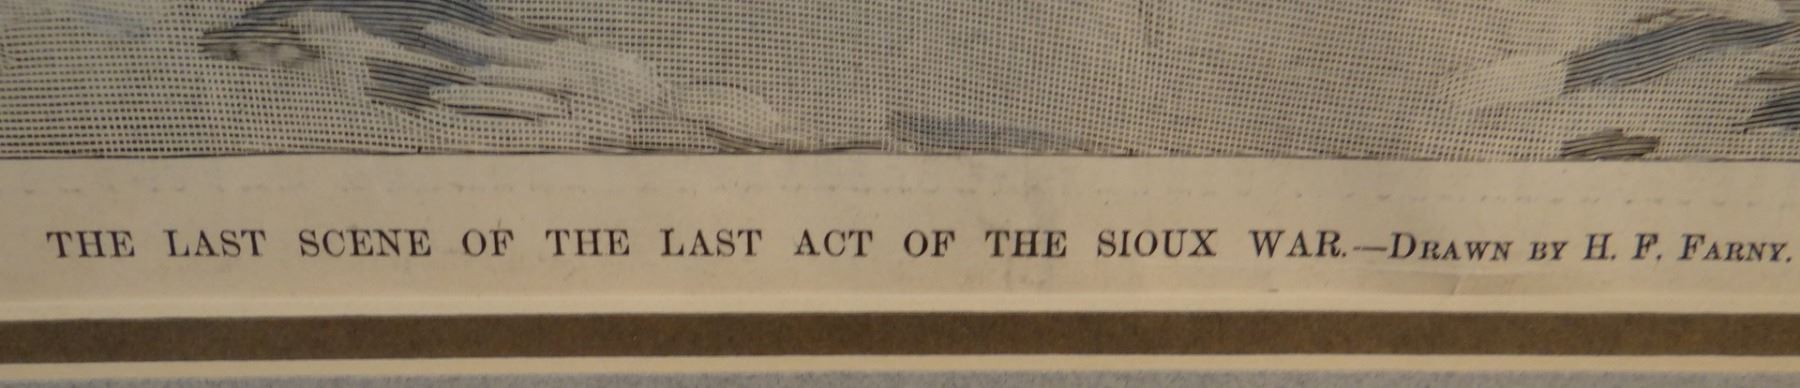 THE LAST SCENE OF THE LAST ACT OF THE SIOUX WAR.—Drawn by H. F. Farny.